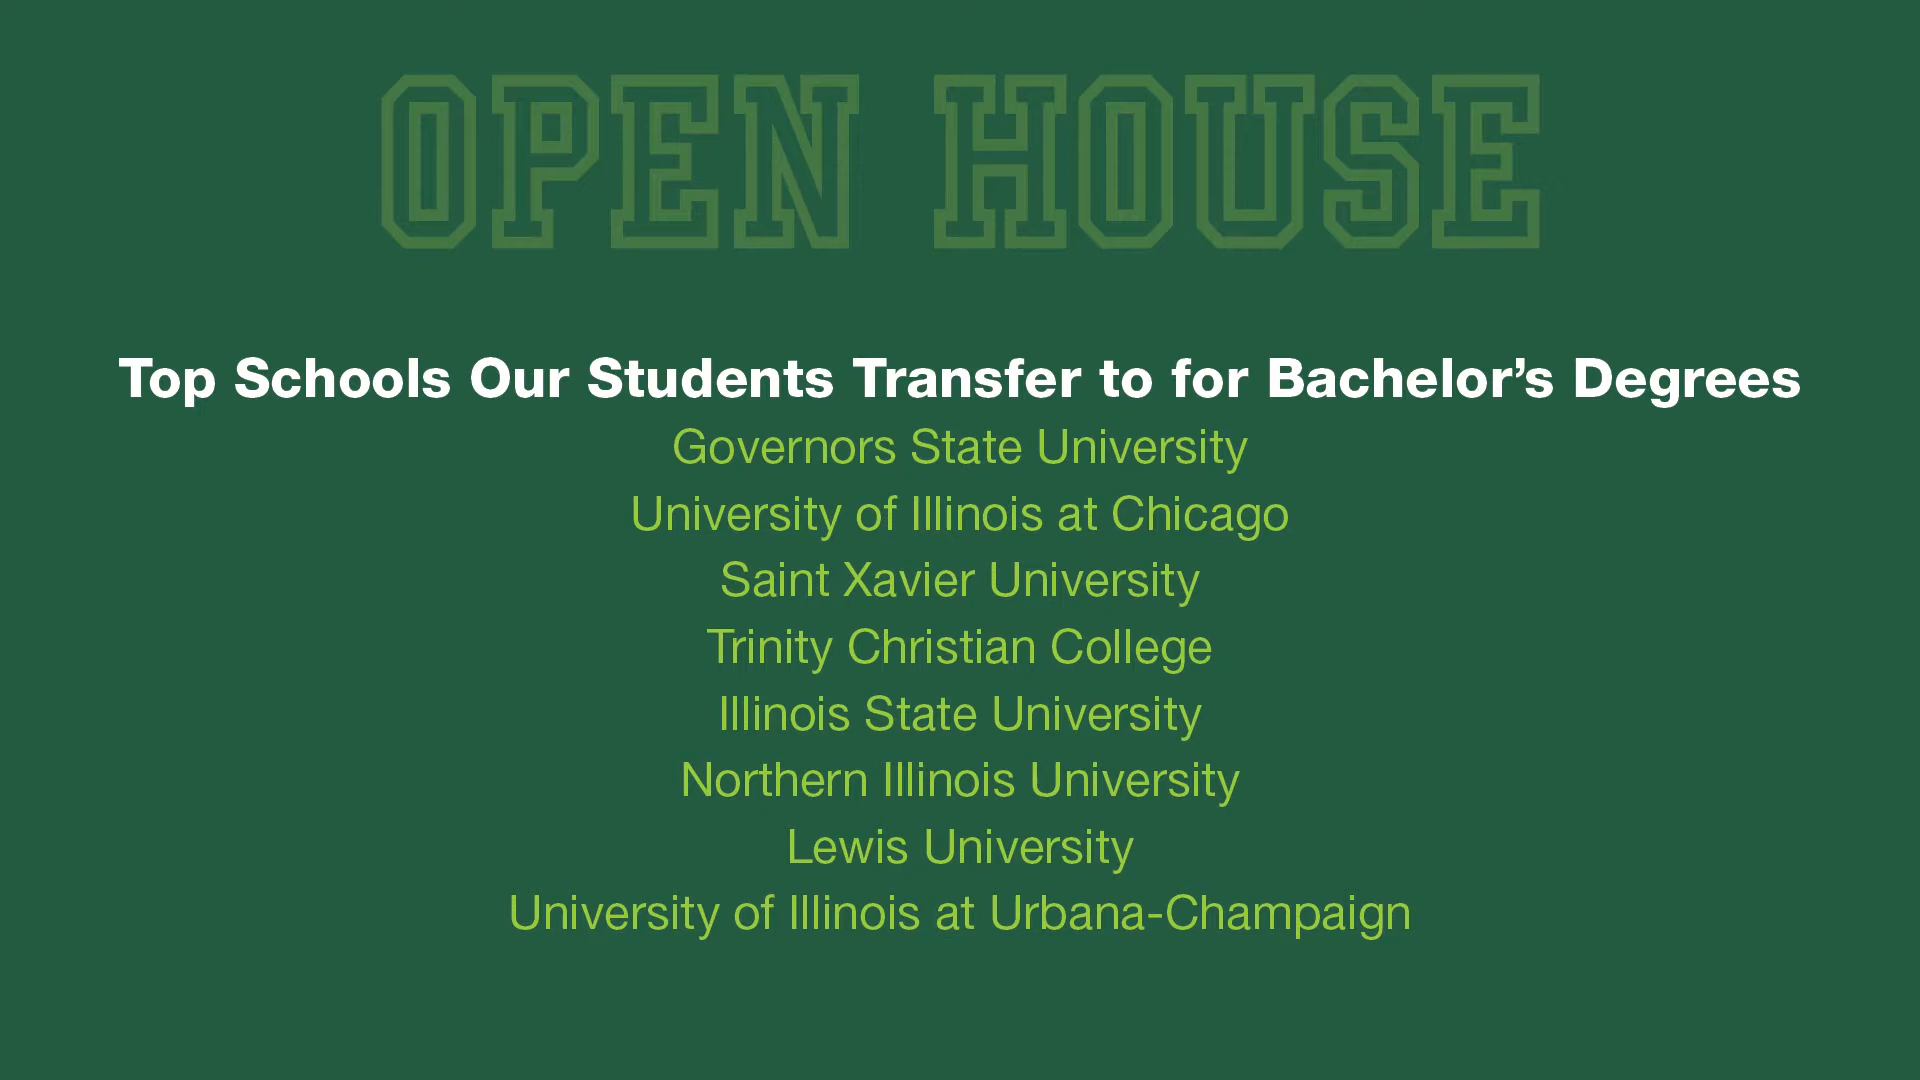 OPEN HOUSE
Top Schools Our Students Transfer to for Bachelor’s Degrees
Governors State University
University of Illinois at Chicago
Saint Xavier University
Trinity Christian College
Illinois State University
Northern Illinois University
Lewis University
University of Illinois at Urbana-Champaign